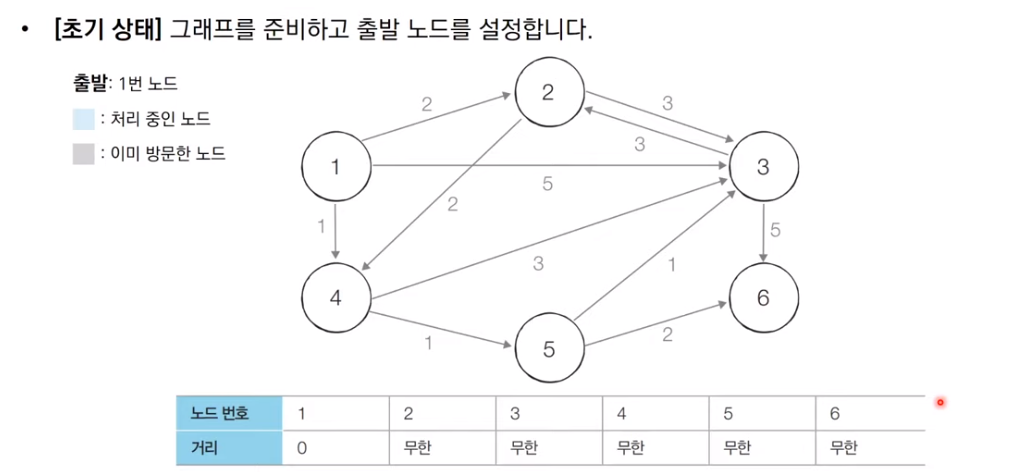 • [초기 상태] 그래프를 준비하고 출발 노드를 설정합니다.
출발: 1번 노드
: 처리 중인 노드
: 이미 방문한 노드
2
2
3
3
1
5
3
1
2
5
3
1
4
6
1
5
2
노드 번호 1 2 3 4 5 6
거리 0 무한 무한 무한 무한 무한